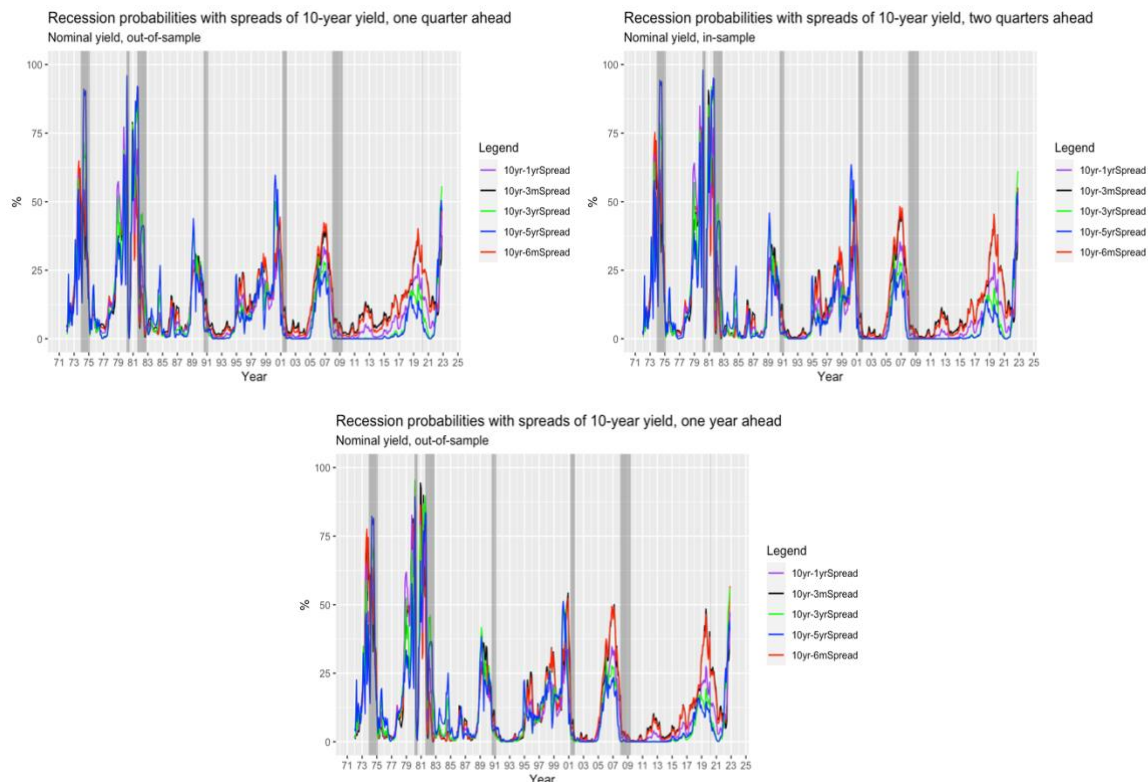 Recession probabilities with spreads of 10-year yield, one quarter ahead
Nominal yield, out-of-sample
100
75
50
25
0
%
71 73 75 77 79 81 83 85 87 89 91 93 95 97 99 01 03 05 07 09 11 13 15 17 19 21 23 25
Year
Legend
10yr-1yrSpread
10yr-3mSpread
10yr-3yrSpread
10yr-5yrSpread
10yr-6mSpread
Recession probabilities with spreads of 10-year yield, two quarters ahead
Nominal yield, in-sample
100
75
50
25
0
%
71 73 75 77 79 81 83 85 87 89 91 93 95 97 99 01 03 05 07 09 11 13 15 17 19 21 23 25
Year
Legend
10yr-1yrSpread
10yr-3mSpread
10yr-3yrSpread
10yr-5yrSpread
10yr-6mSpread
Recession probabilities with spreads of 10-year yield, one year ahead
Nominal yield, out-of-sample
100
75
50
25
0
%
71 73 75 77 79 81 83 85 87 89 91 93 95 97 99 01 03 05 07 09 11 13 15 17 19 21 23 25
Year
Legend
10yr-1yrSpread
10yr-3mSpread
10yr-3yrSpread
10yr-5yrSpread
10yr-6mSpread